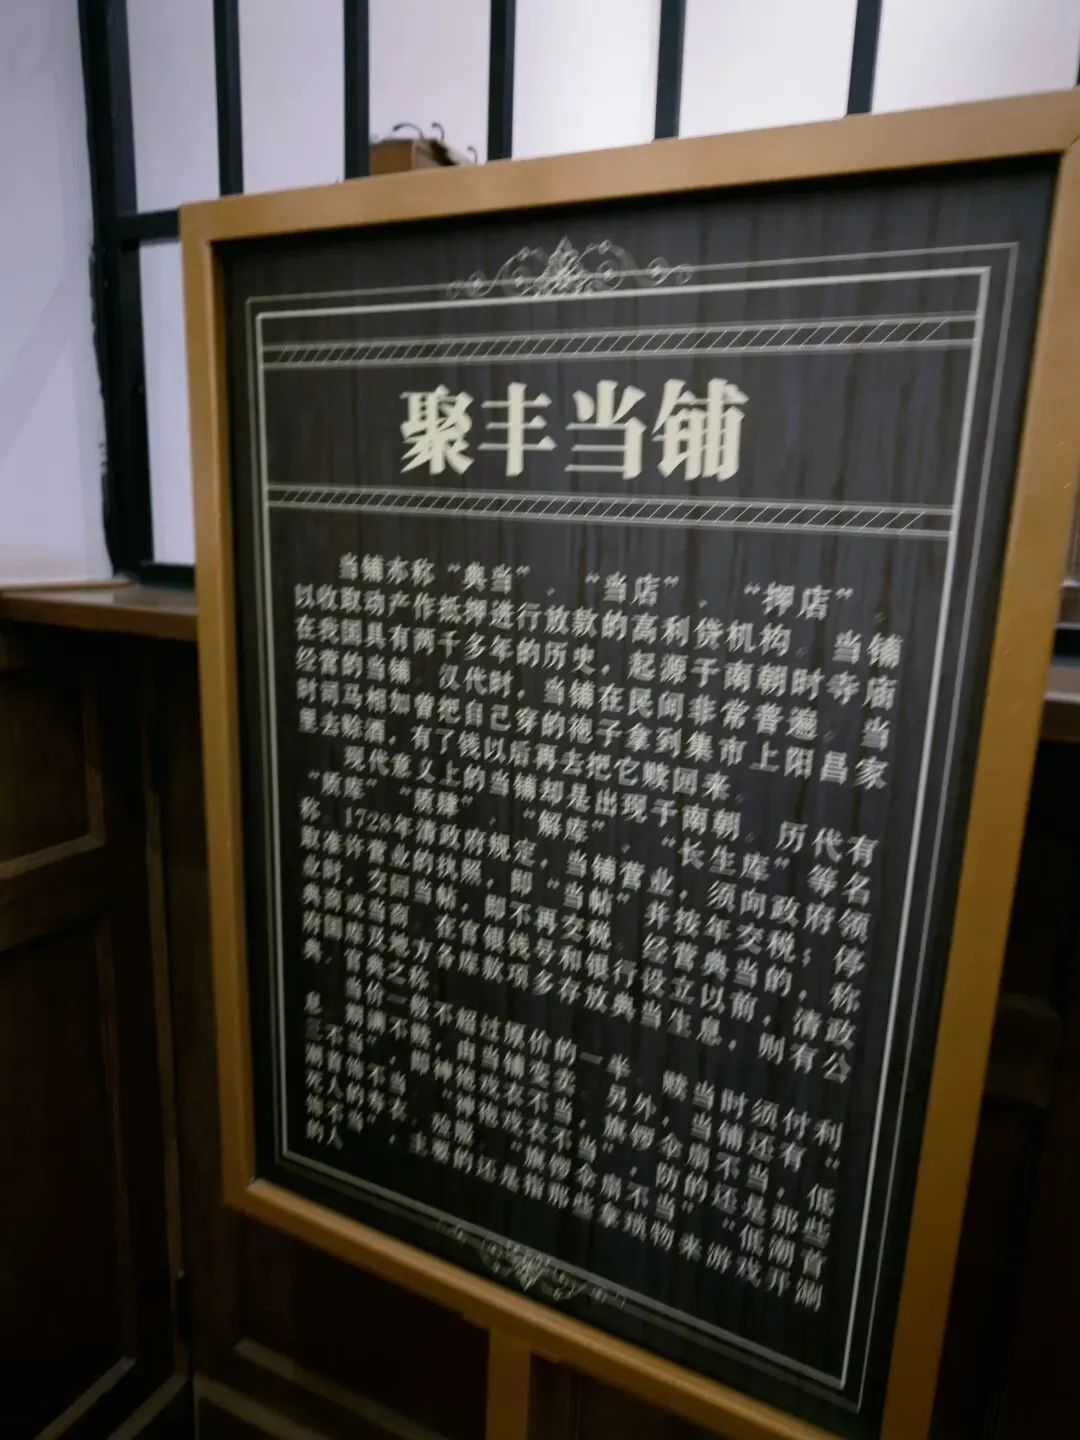 聚丰当铺
当铺亦称“典当”、“当店”、“押店”，
以收取动产作抵押进行放款的高利贷机构。当铺
在我国具有两千多年的历史，起源于南朝时寺庙
经营的当铺。汉代时，当铺在民间非常普遍。当
时司马相如曾把自己穿的袍子拿到集市上阳昌家
里去赊酒，有了钱以后再去把它赎回来。
现代意义上的当铺却是出现于南朝。历代有
“质库”、“质肆”、“解库”、“长生库”等名
称。1728年清政府规定，当铺营业，须向政府领
取准许营业的执照，即“当帖”并按年交税；停
业时，交回当帖，即不再交税。经营典当的，称
典商或当商。在官银钱号和银行设立以前，清政
府国库及地方各库款项多存放典当生息，则有公
典、官典之称。
当价一般不超过原价的一半。赎当时须付利
息。期满不赎，由当铺变卖。另外，当铺还有“
三不当”，即神袍戏衣不当，旗锣伞扇不当，低
潮首饰不当。“神袍戏衣不当”，防的还是那些
死人的寿衣、殓服。“旗锣伞扇不当”“低潮首
饰不当”，主要的还是指那些拿琐物来游戏开涮
的人